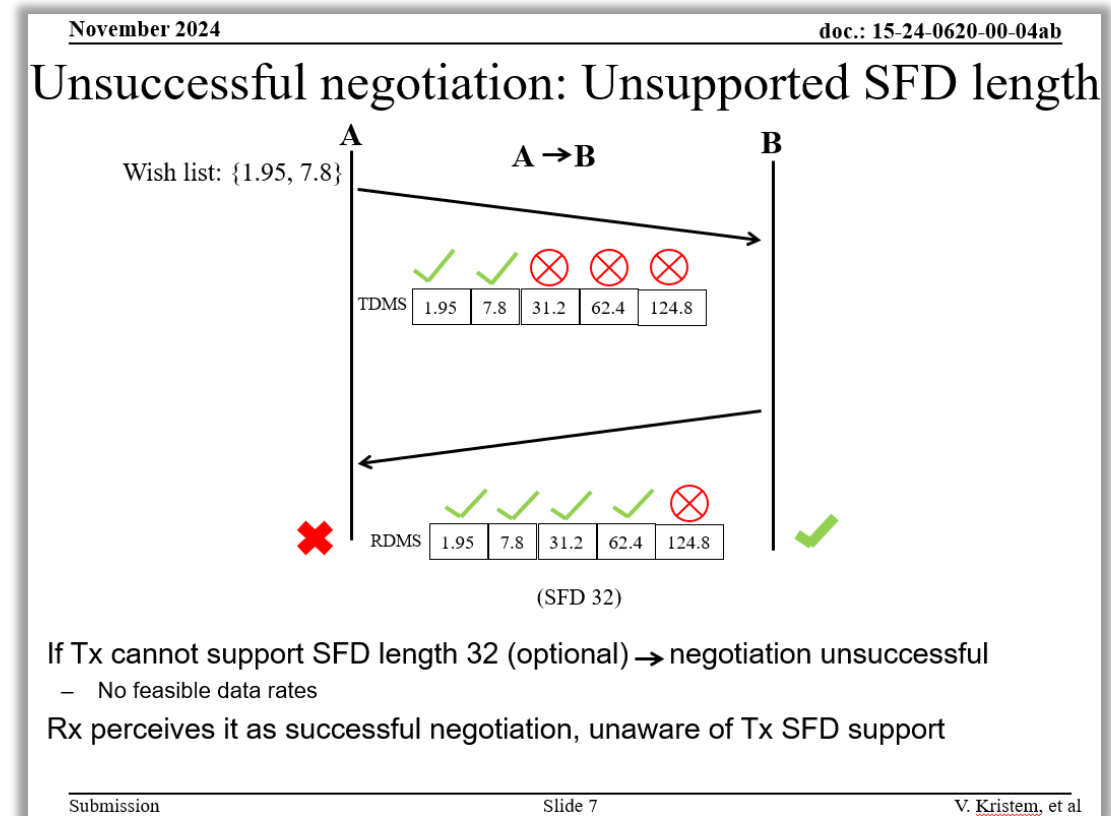 November 2024 doc.: 15-24-0620-00-04ab
Unsuccessful negotiation: Unsupported SFD length
A B
Wish list: {1.95, 7.8} A → B
TDMS 1.95 7.8 31.2 62.4 124.8
RDMS 1.95 7.8 31.2 62.4 124.8
(SFD 32)
If Tx cannot support SFD length 32 (optional) → negotiation unsuccessful
– No feasible data rates
Rx perceives it as successful negotiation, unaware of Tx SFD support
Submission Slide 7 V. Kristem, et al